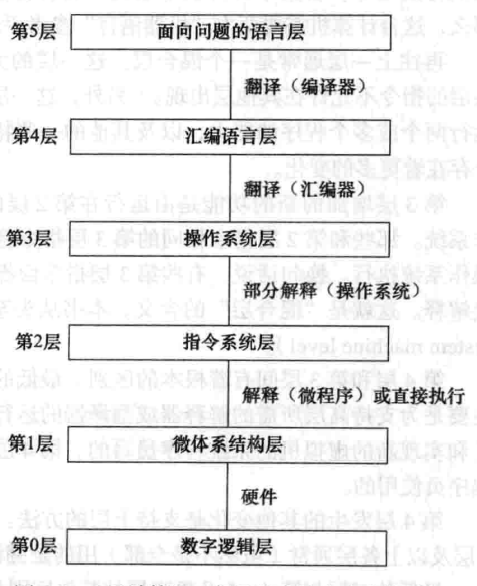 第5层
面向问题的语言层
翻译（编译器）
第4层
汇编语言层
翻译（汇编器）
第3层
操作系统层
部分解释（操作系统）
第2层
指令系统层
解释（微程序）或直接执行
第1层
微体系结构层
硬件
第0层
数字逻辑层